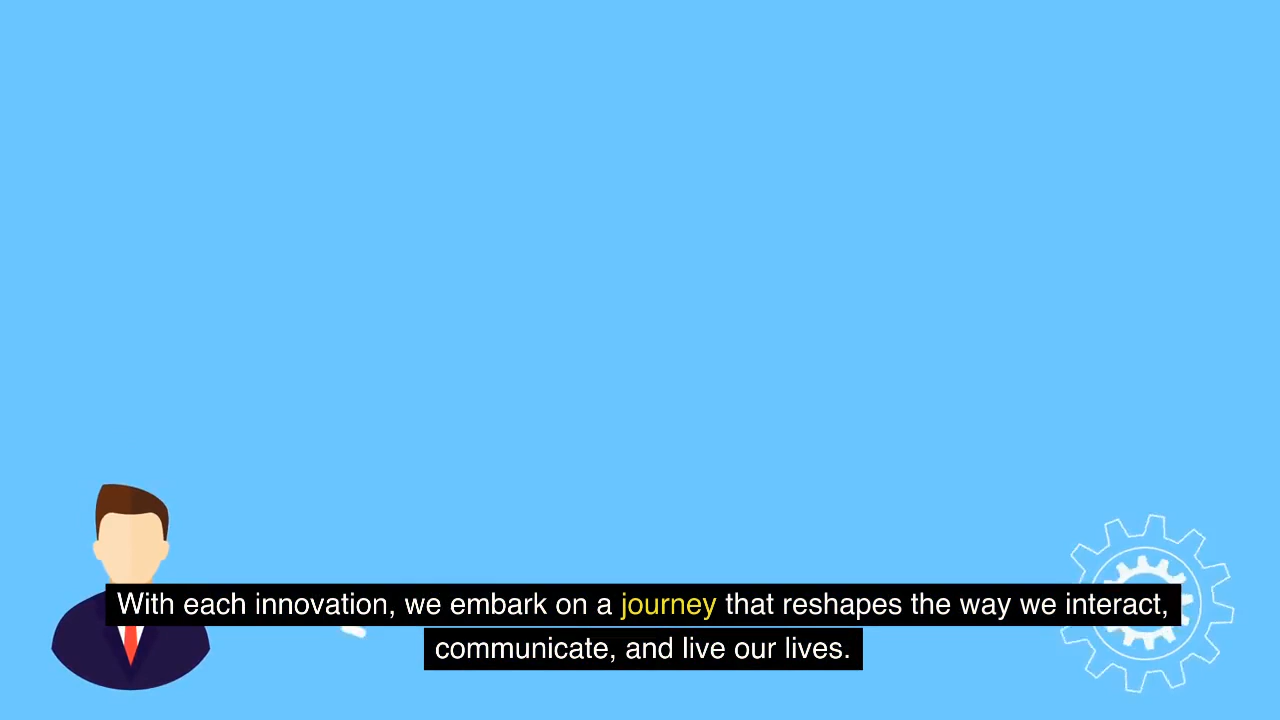 With each innovation, we embark on a journey that reshapes the way we interact,
communicate, and live our lives.